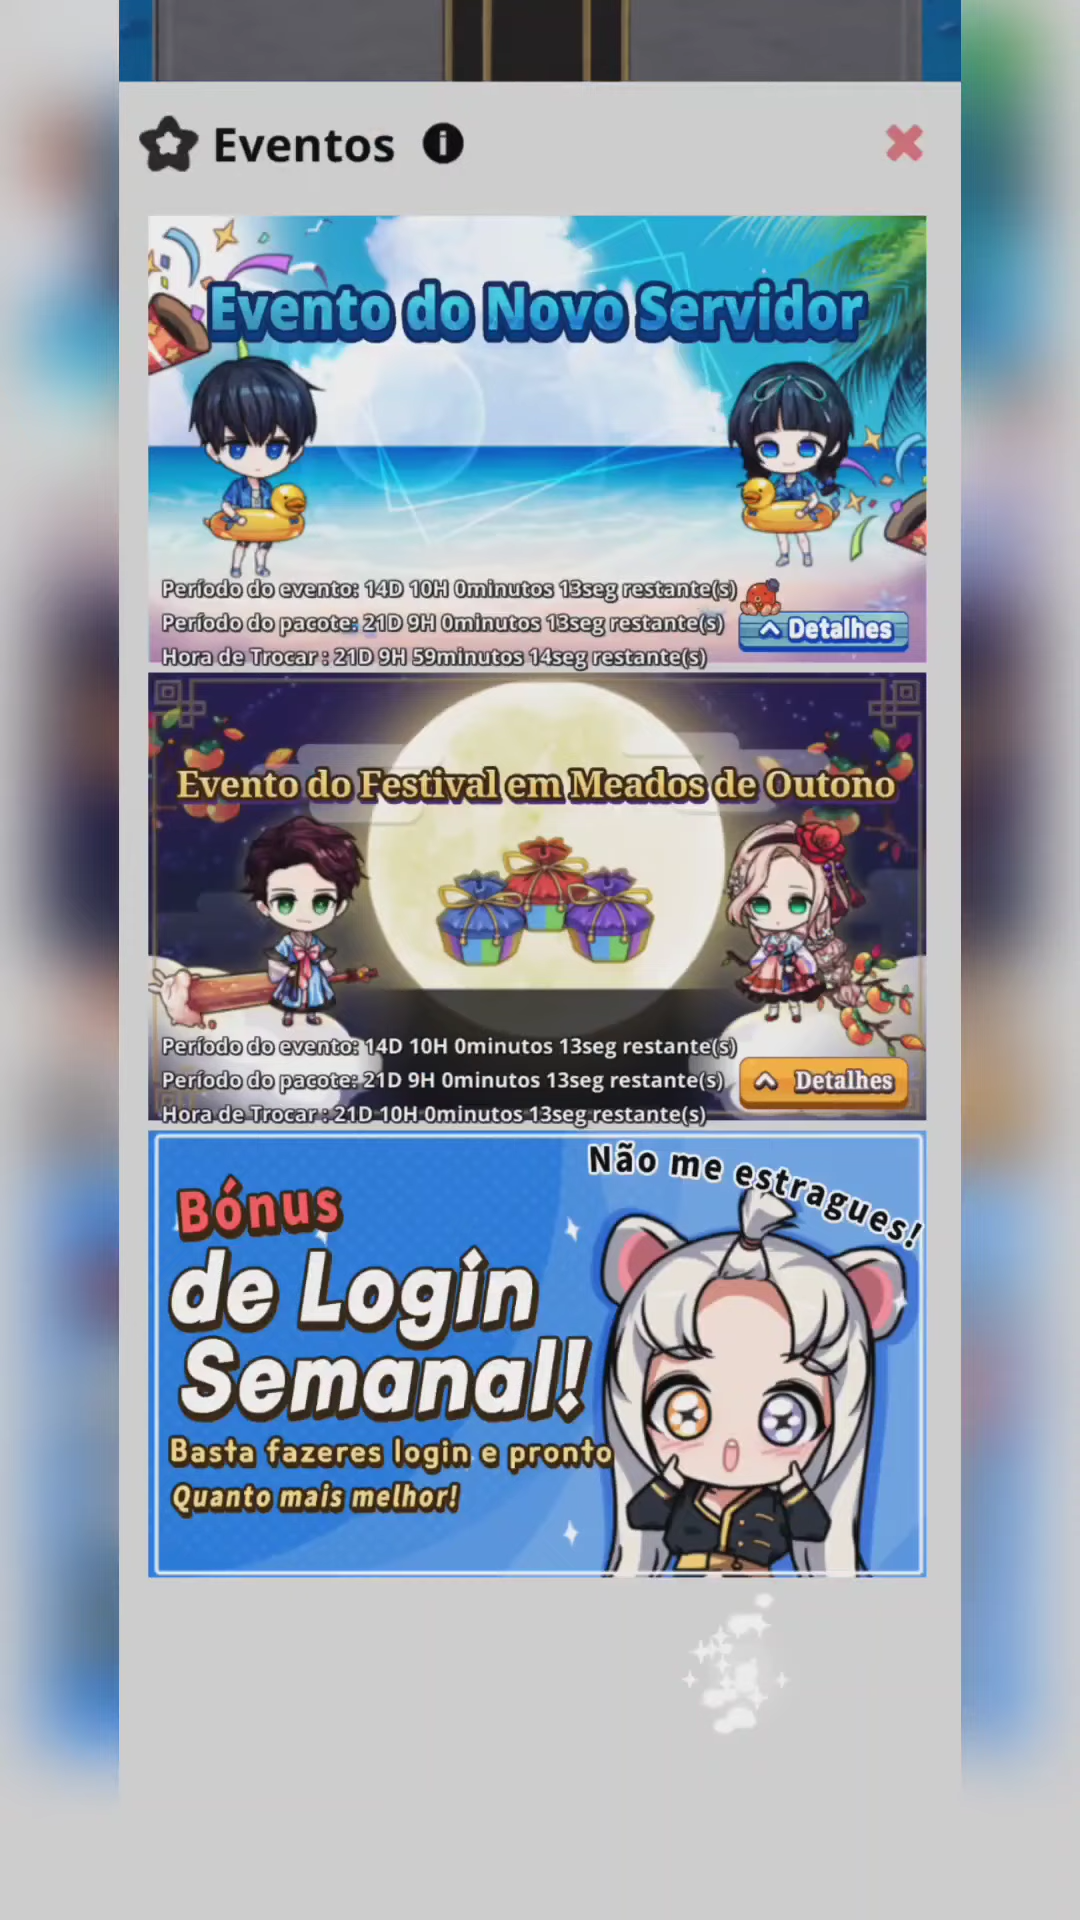 Eventos
Evento do Novo Servidor
Período do evento: 14D 10H 0minutos 13seg restante(s)
Período do pacote: 21D 9H 0minutos 13seg restante(s)
Hora de Trocar : 21D 9H 59minutos 14seg restante(s)
Detalhes
Evento do Festival em Meados de Outono
Período do evento: 14D 10H 0minutos 13seg restante(s)
Período do pacote: 21D 9H 0minutos 13seg restante(s)
Hora de Trocar : 21D 10H 0minutos 13seg restante(s)
Detalhes
Não me estragues!
Bónus
de Login
Semanal!
Basta fazeres login e pronto
Quanto mais melhor!